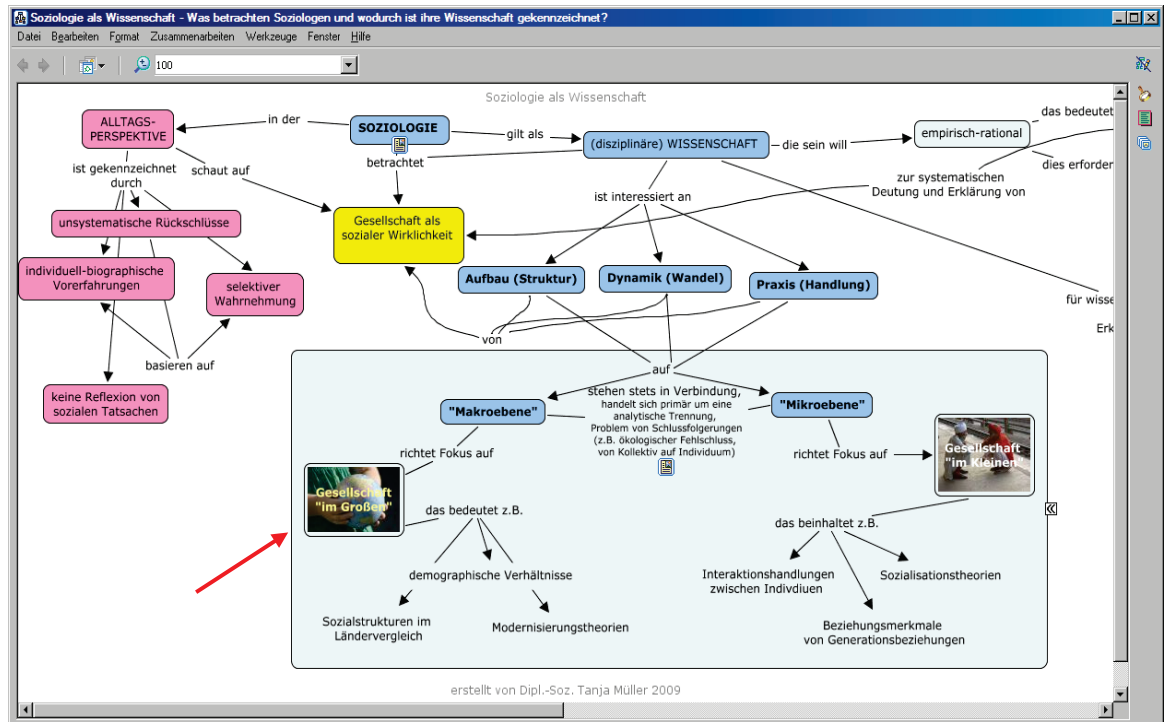 Soziologie als Wissenschaft - Was betrachten Soziologen und wodurch ist ihre Wissenschaft gekennzeichnet?
Datei Bearbeiten Format Zusammenarbeiten Werkzeuge Fenster Hilfe
100
Soziologie als Wissenschaft
ALLTAGS-
PERSPEKTIVE
in der
SOZIOLOGIE
gilt als
(disziplinäre) WISSENSCHAFT
die sein will
empirisch-rational
das bedeutet
dies erforder
betrachtet
ist gekennzeichnet
durch
schaut auf
zur systematischen
Deutung und Erklärung von
ist interessiert an
unsystematische Rückschlüsse
Gesellschaft als
sozialer Wirklichkeit
individuell-biographische
Vorerfahrungen
selektiver
Wahrnehmung
Aufbau (Struktur)
Dynamik (Wandel)
Praxis (Handlung)
für wisse
Erk
von
basieren auf
keine Reflexion von
sozialen Tatsachen
auf
"Makroebene"
stehen stets in Verbindung,
handelt sich primär um eine
analytische Trennung,
Problem von Schlussfolgerungen
(z.B. ökologischer Fehlschluss,
von Kollektiv auf Individuum)
"Mikroebene"
richtet Fokus auf
richtet Fokus auf
Gesellschaft
"im Kleinen"
Gesellschaft
"im Großen"
das bedeutet z.B.
das beinhaltet z.B.
demographische Verhältnisse
Interaktionshandlungen
zwischen Indivdiuen
Sozialisationstheorien
Sozialstrukturen im
Ländervergleich
Modernisierungstheorien
Beziehungsmerkmale
von Generationsbeziehungen
erstellt von Dipl.-Soz. Tanja Müller 2009